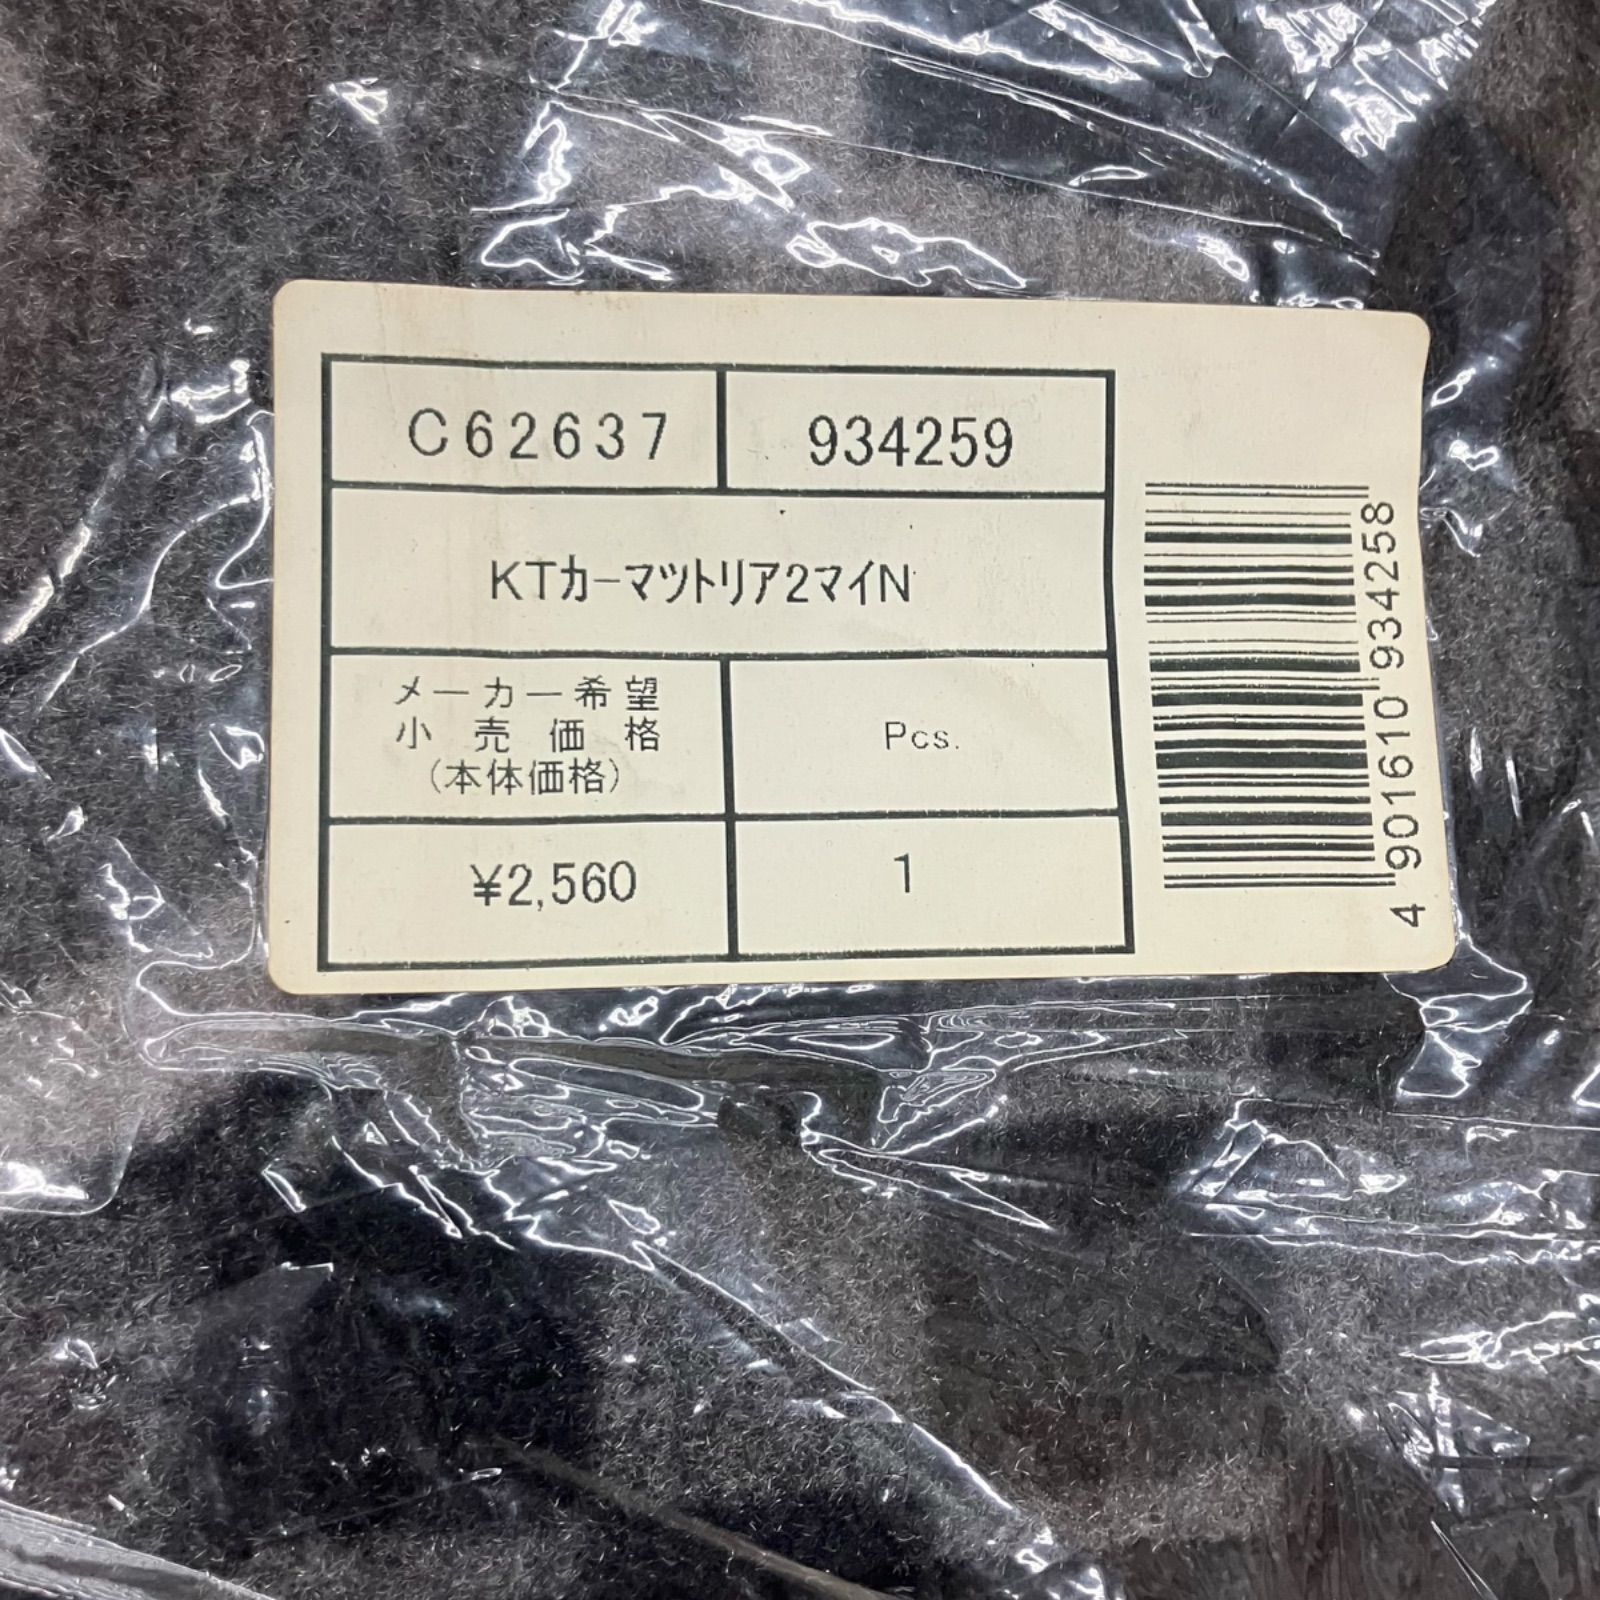 C62637
934259
KTカーマツトリア2マイN
メーカー希望
小売価格
(本体価格)
Pcs.
¥2,560
1
4 901610 934258